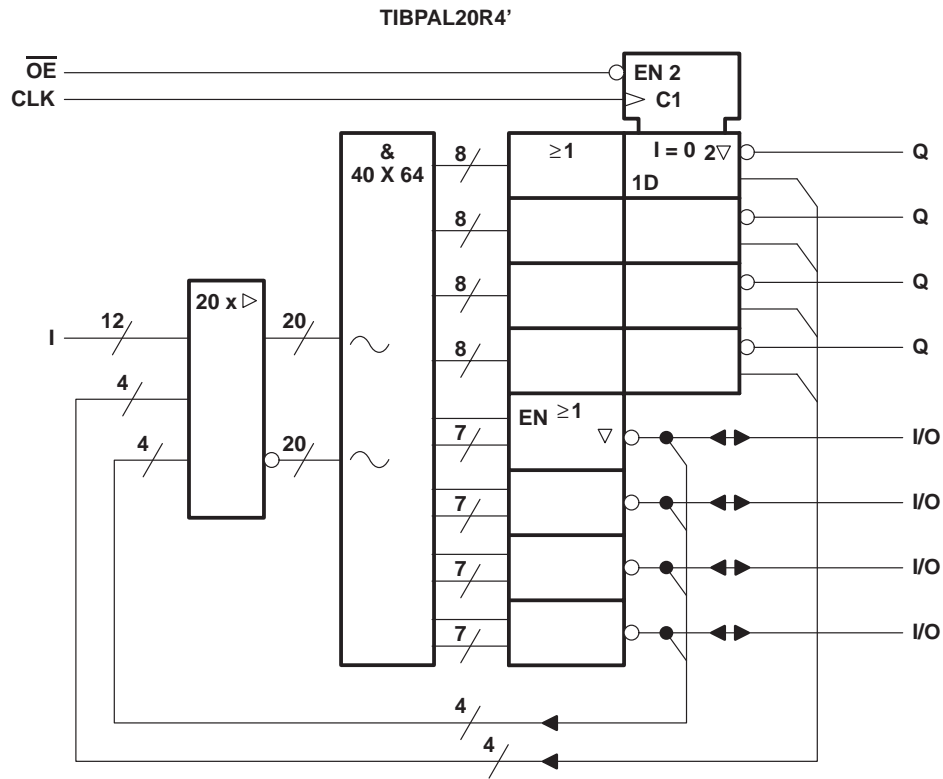 TIBPAL20R4’
OE
EN 2
CLK
C1
&
40 X 64
8
≥1
I = 0 2▽
Q
1D
8
Q
8
Q
20 x ▷
I
12
20
8
Q
4
EN ≥1
▽
7
I/O
4
20
7
I/O
7
I/O
7
I/O
4
4